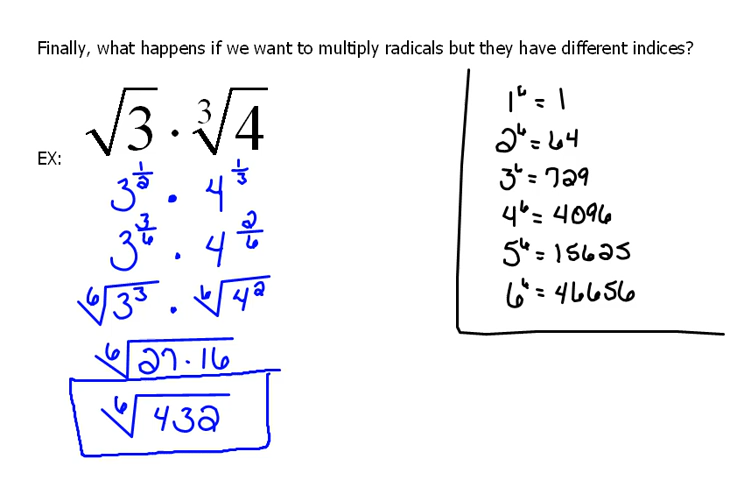 Finally, what happens if we want to multiply radicals but they have different indices?
EX: √3 · ∛4
3^(1/2) · 4^(1/3)
3^(3/6) · 4^(2/6)
⁶√3³ · ⁶√4²
⁶√27·16
⁶√432
1⁶ = 1
2⁶ = 64
3⁶ = 729
4⁶ = 4096
5⁶ = 15625
6⁶ = 46656